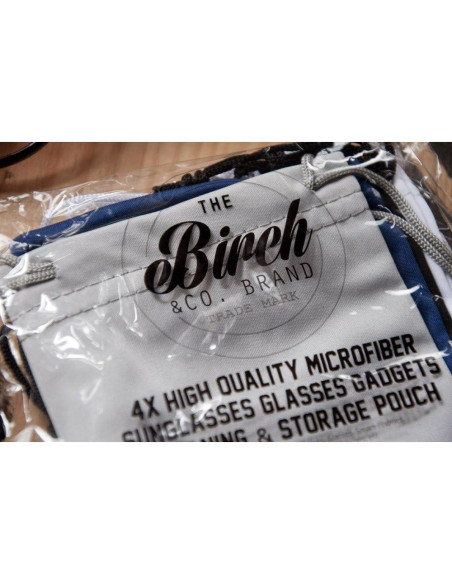 THE
Birch
&CO. BRAND
TRADE MARK
4X HIGH QUALITY MICROFIBER
SUNGLASSES GLASSES GADGETS
& STORAGE POUCH